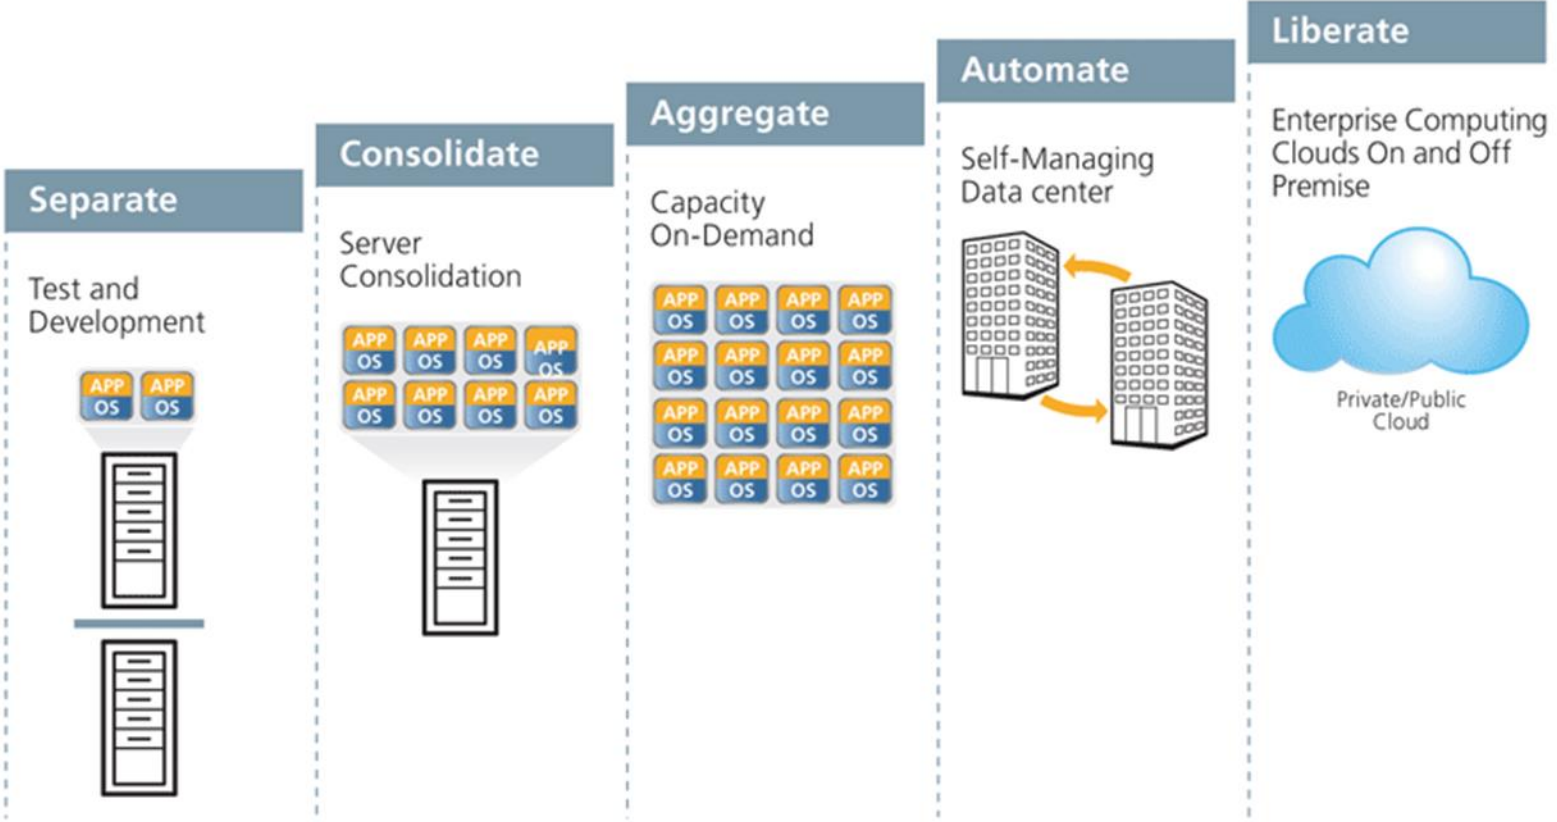 Separate
Test and
Development
APP APP
OS OS
Consolidate
Server
Consolidation
APP APP APP APP
OS OS OS OS
APP APP APP APP
OS OS OS OS
Aggregate
Capacity
On-Demand
APP APP APP APP
OS OS OS OS
APP APP APP APP
OS OS OS OS
APP APP APP APP
OS OS OS OS
APP APP APP APP
OS OS OS OS
Automate
Self-Managing
Data center
Liberate
Enterprise Computing
Clouds On and Off
Premise
Private/Public
Cloud